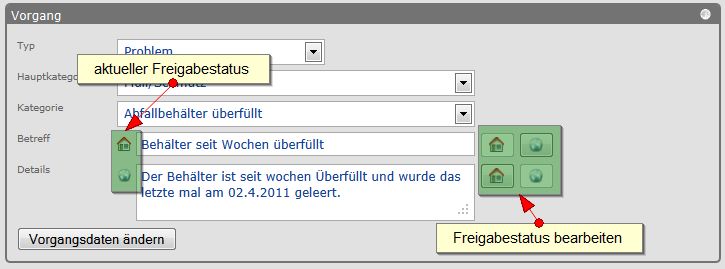 Vorgang
Typ
Problem
aktueller Freigabestatus
Hauptkatego
Müll/Schmutz
Kategorie
Abfallbehälter überfüllt
Betreff
Behälter seit Wochen überfüllt
Details
Der Behälter ist seit wochen Überfüllt und wurde das
letzte mal am 02.4.2011 geleert.
Freigabestatus bearbeiten
Vorgangsdaten ändern